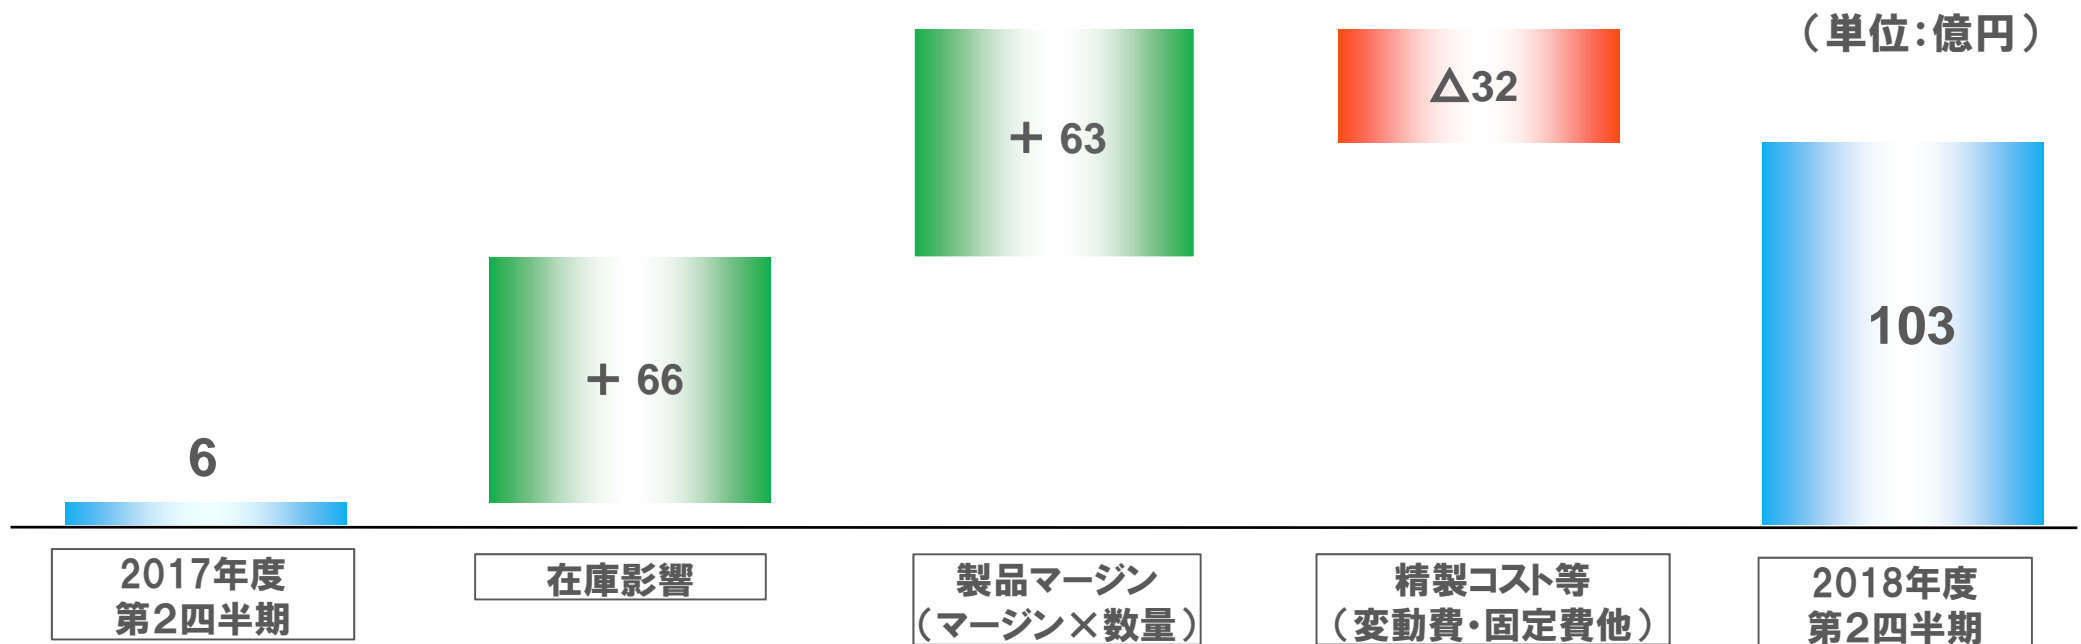 （単位：億円）
△32
＋ 63
103
＋ 66
6
2017年度
第２四半期
在庫影響
製品マージン
（マージン×数量）
精製コスト等
（変動費・固定費他）
2018年度
第２四半期